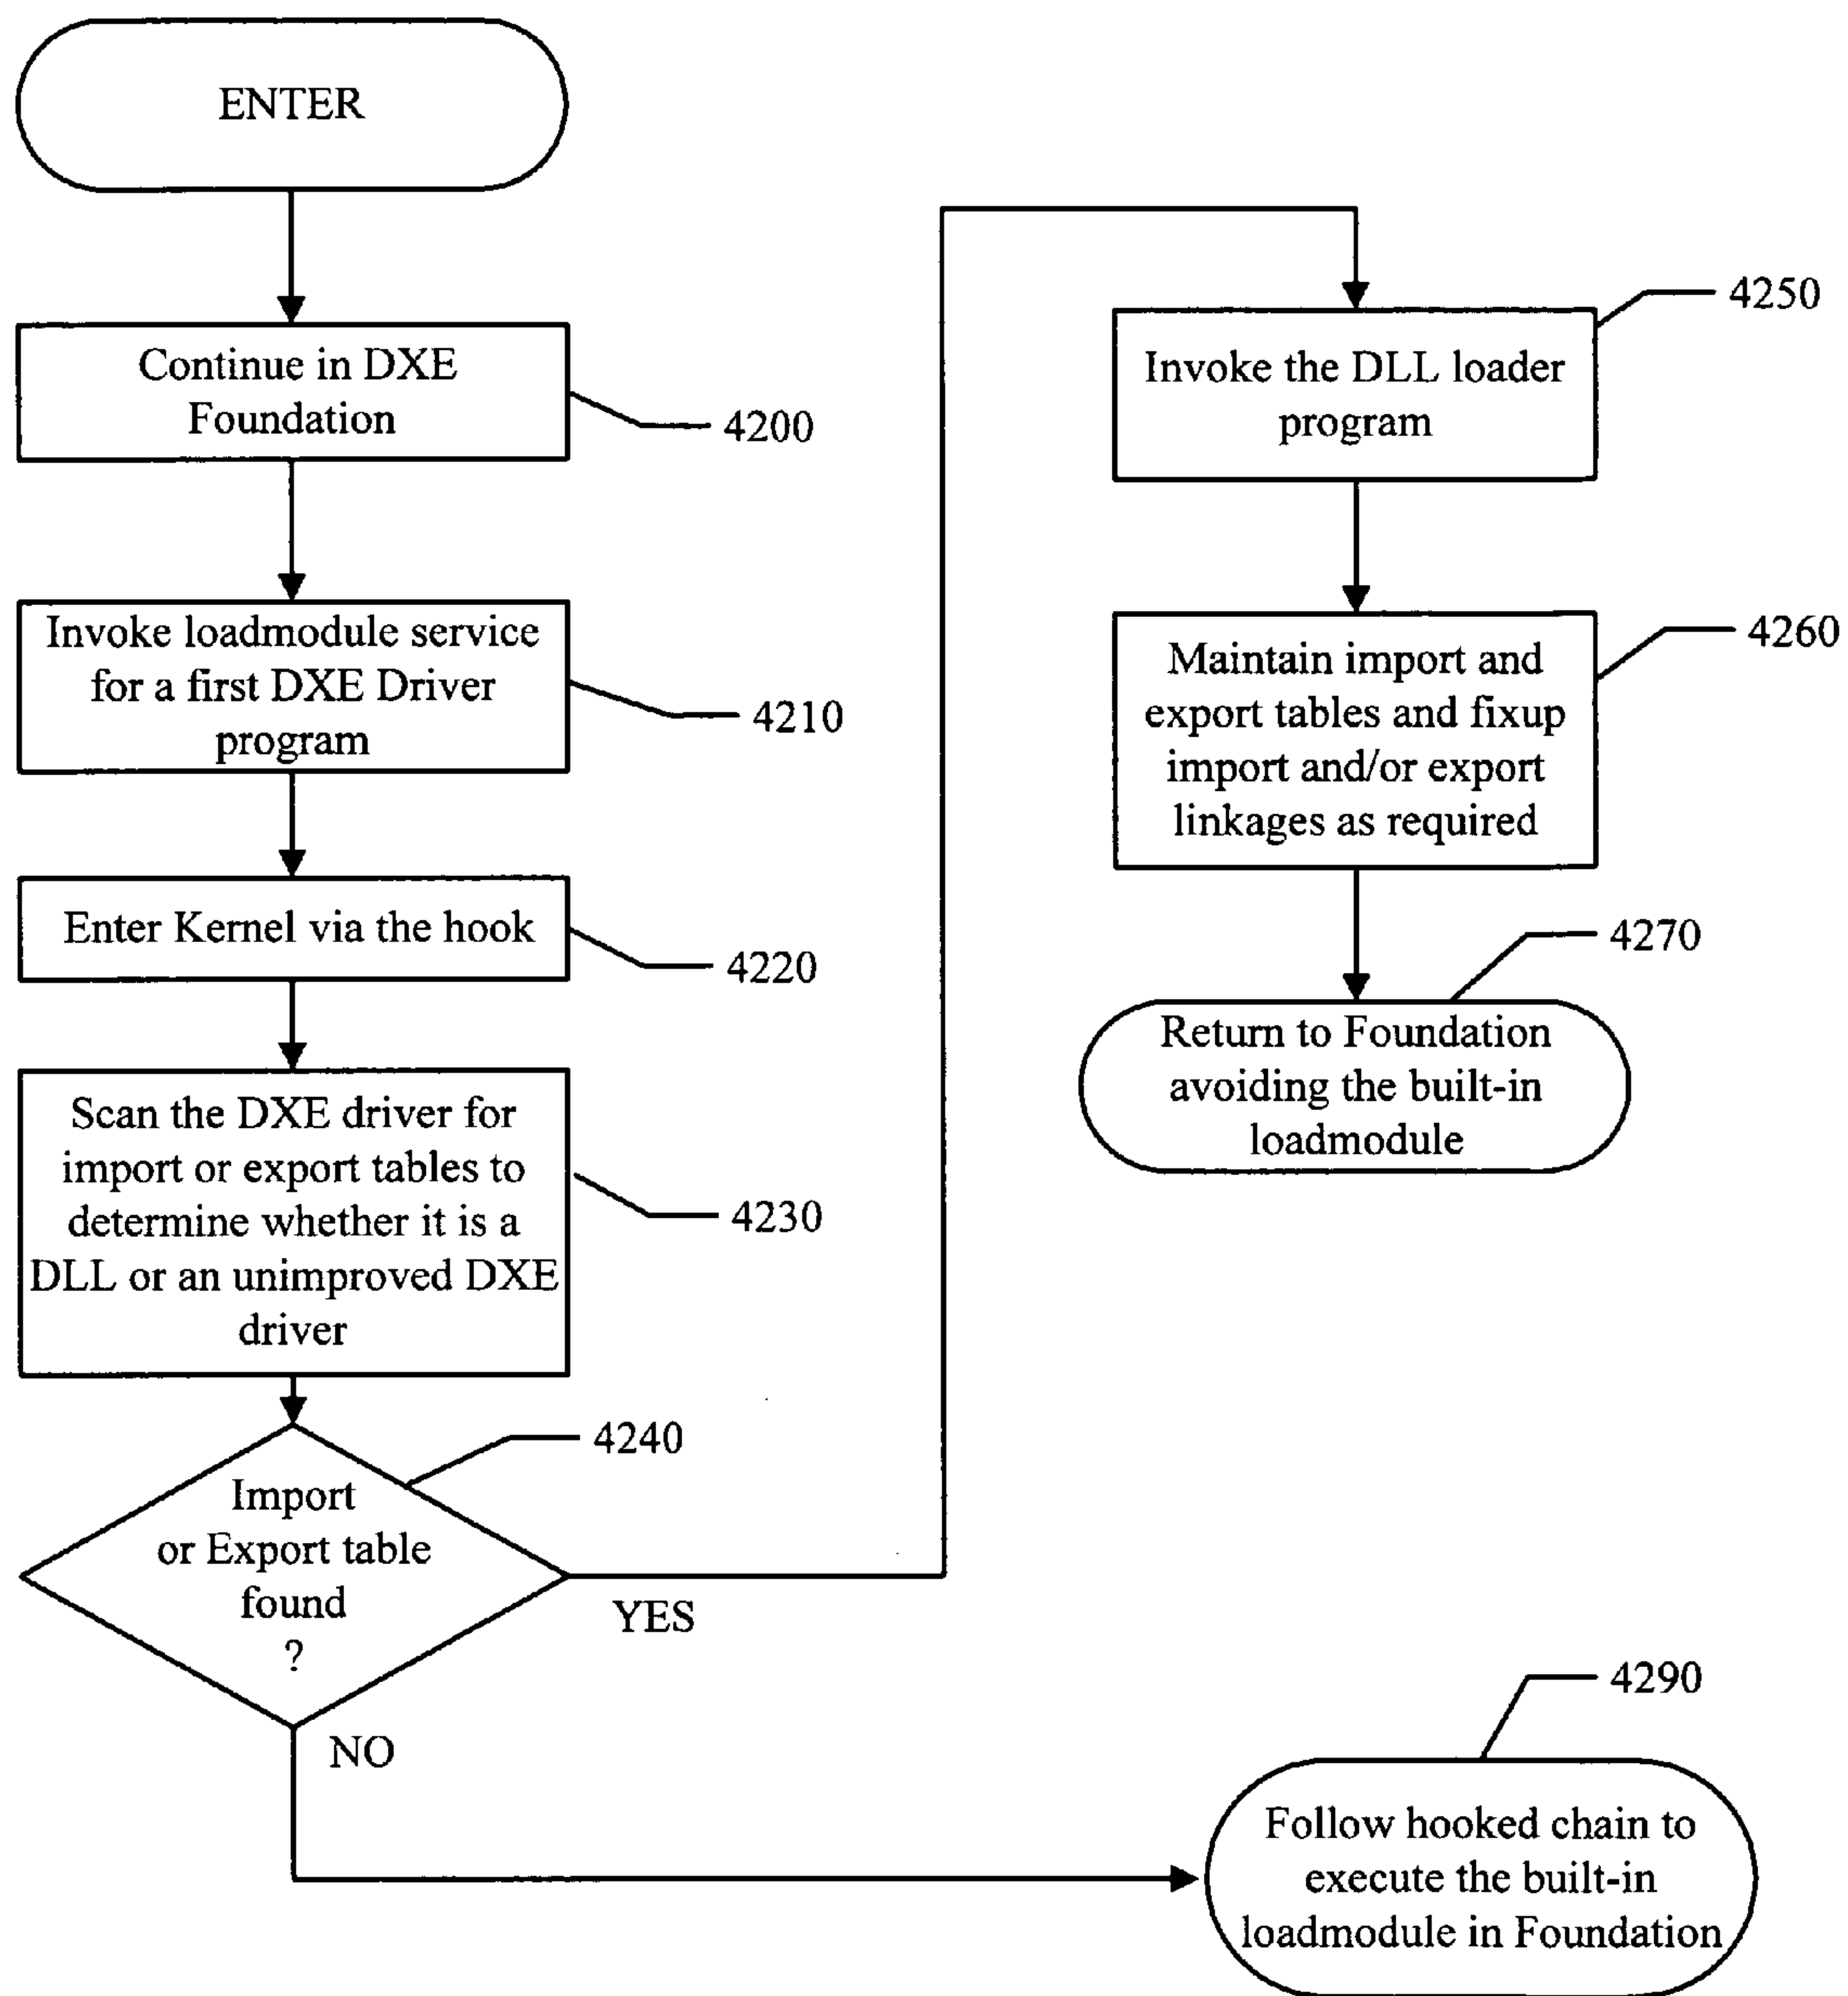 ENTER
Continue in DXE
Foundation
4200
Invoke loadmodule service
for a first DXE Driver
program
4210
Enter Kernel via the hook
4220
Scan the DXE driver for
import or export tables to
determine whether it is a
DLL or an unimproved DXE
driver
4230
4240
Import
or Export table
found
?
YES
NO
4250
Invoke the DLL loader
program
4260
Maintain import and
export tables and fixup
import and/or export
linkages as required
4270
Return to Foundation
avoiding the built-in
loadmodule
4290
Follow hooked chain to
execute the built-in
loadmodule in Foundation